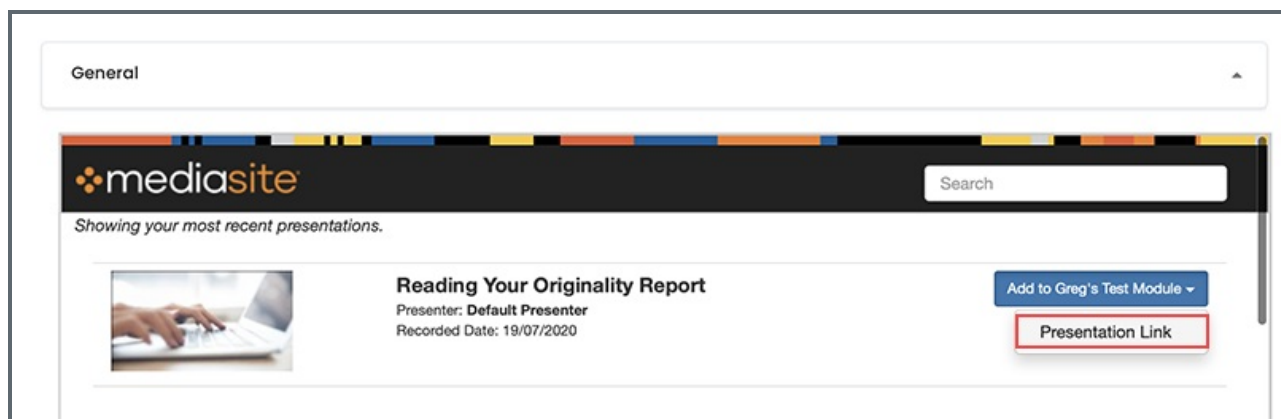 General
mediasite
Search
Showing your most recent presentations.
Reading Your Originality Report
Presenter: Default Presenter
Recorded Date: 19/07/2020
Add to Greg's Test Module
Presentation Link